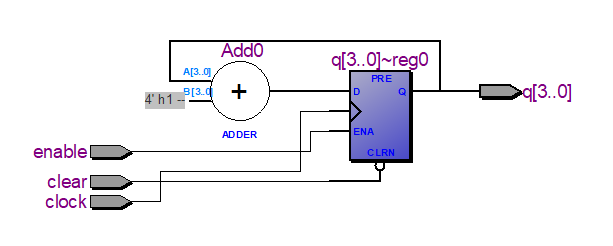 Add0
q[3..0]~reg0
A[3..0]
PRE
4' h1 --
B[3..0]
+
D
Q
q[3..0]
ADDER
ENA
enable
CLRN
clear
clock